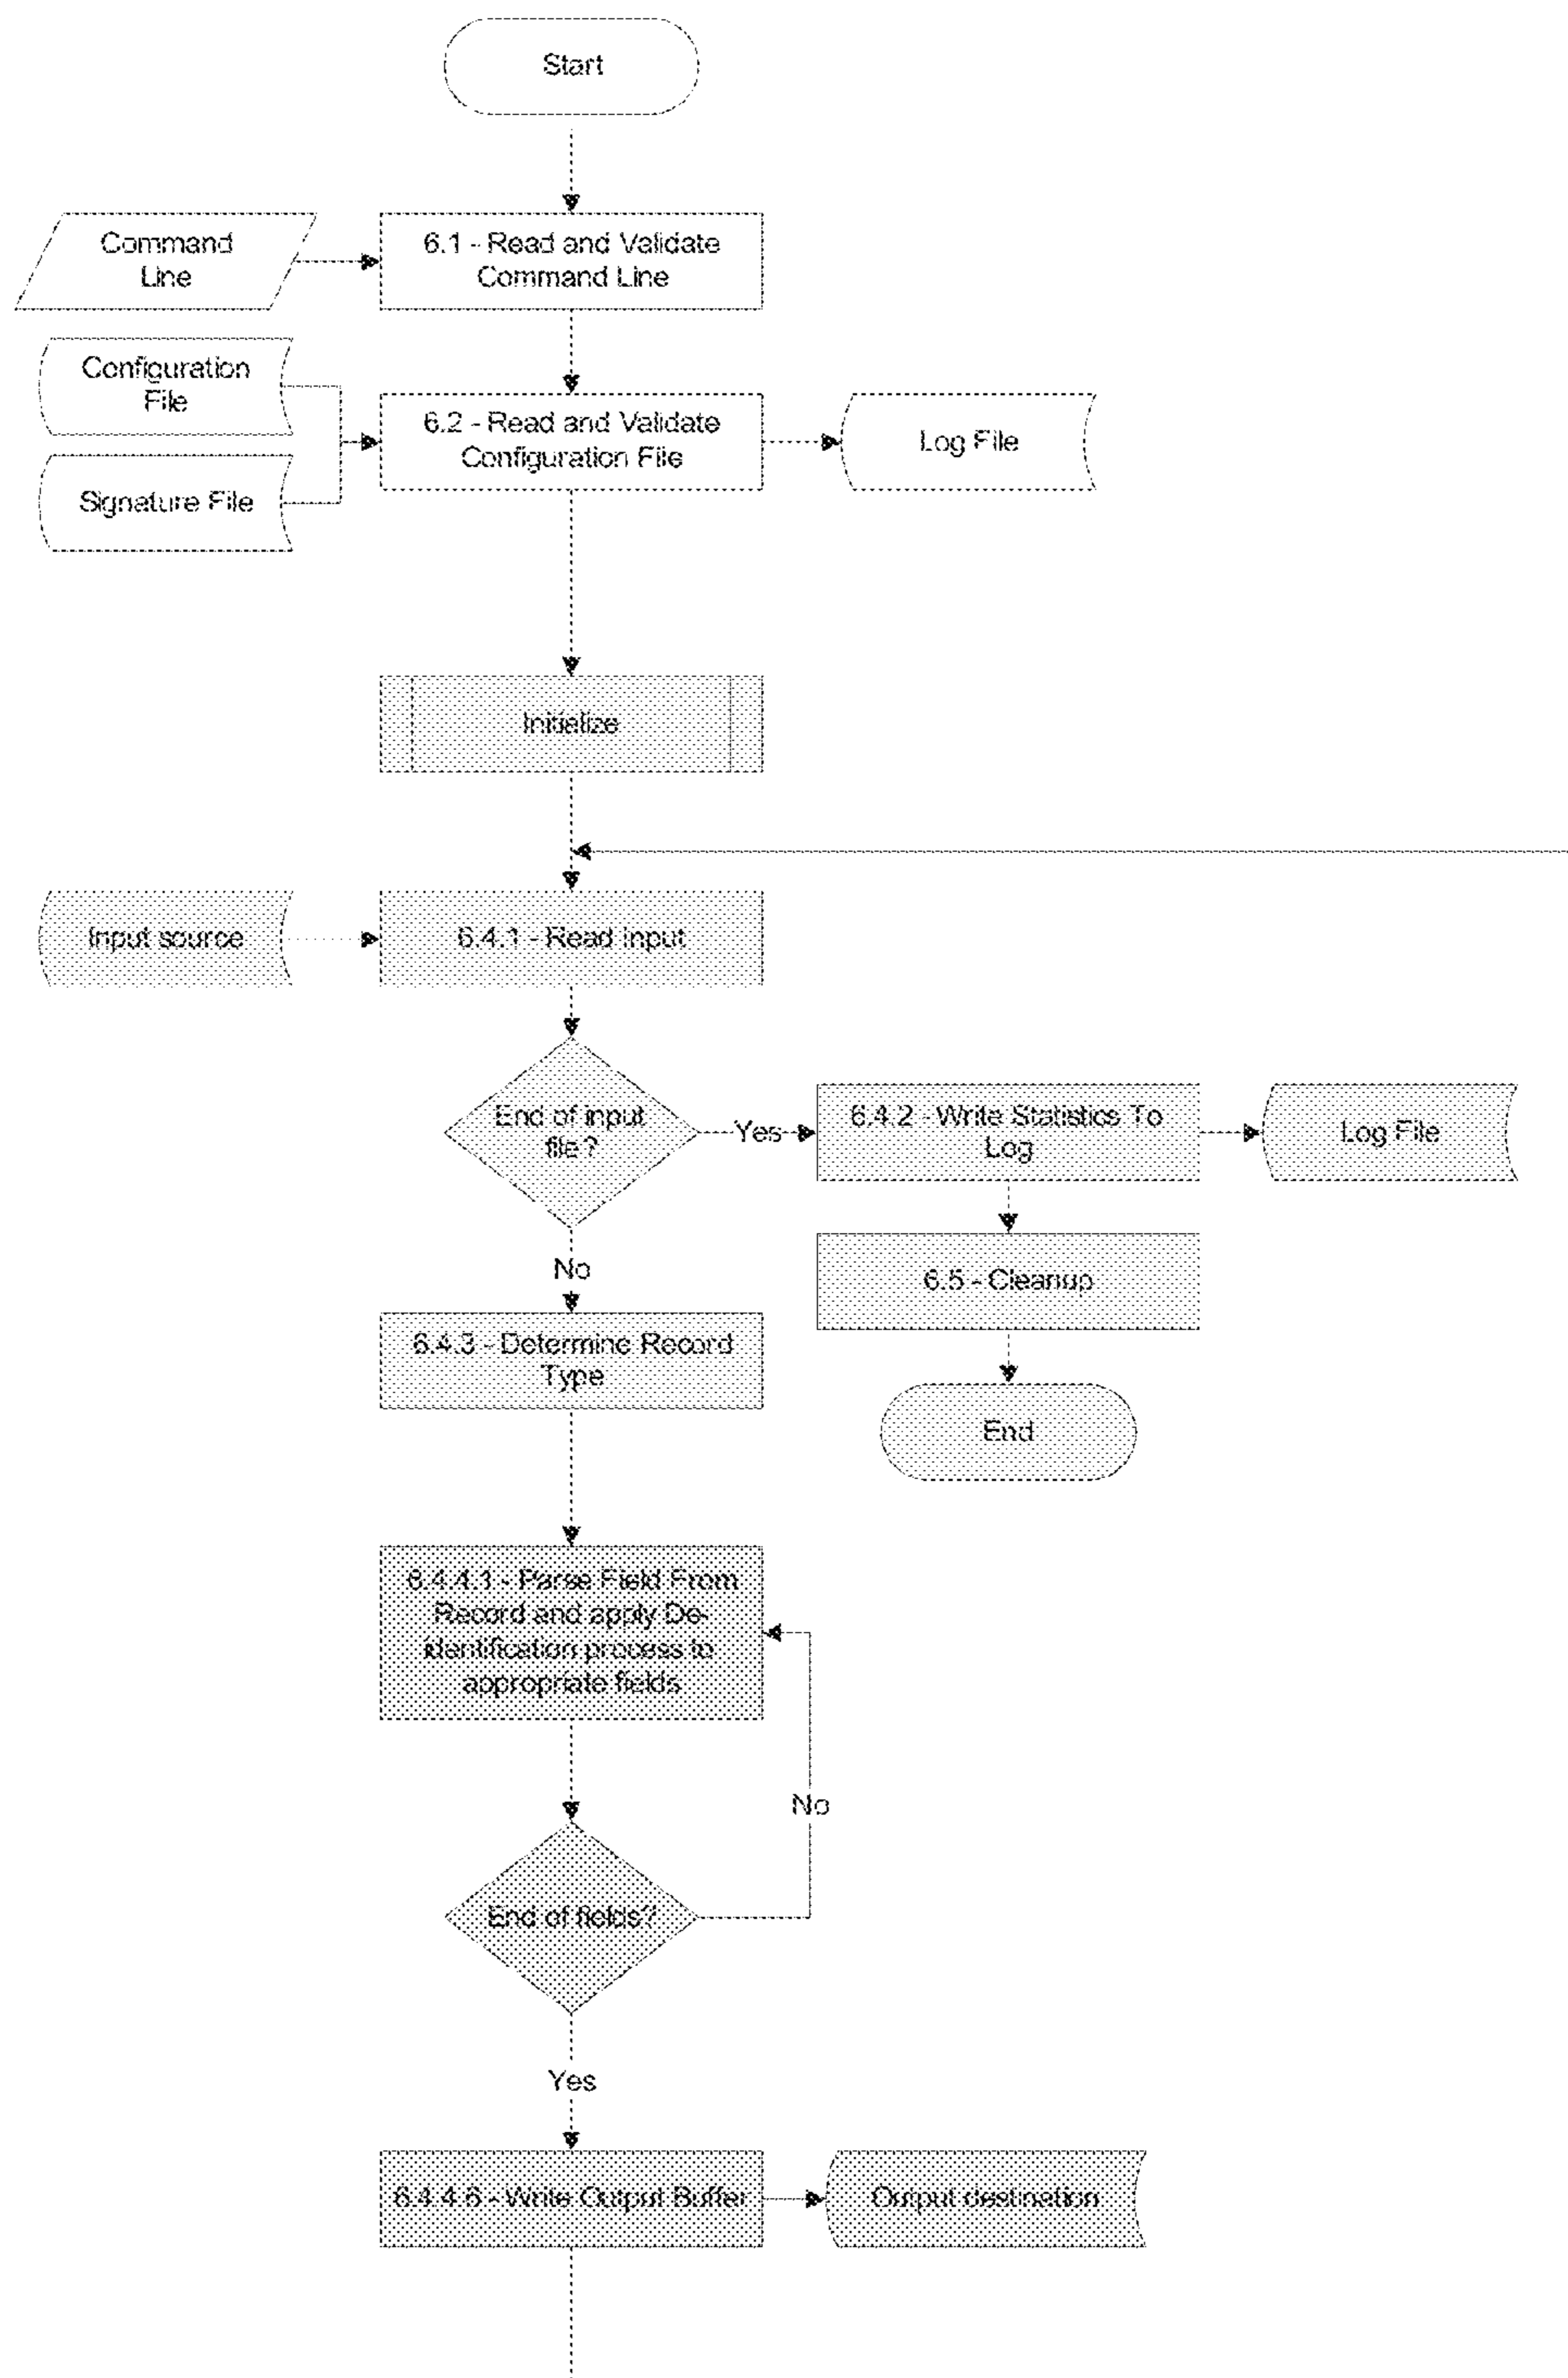 Start
Command
Line
6.1 - Read and Validate
Command Line
Configuration
File
Signature File
6.2 - Read and Validate
Configuration File
Log File
Initialize
Input source
6.4.1 - Read Input
End of input
file?
Yes
6.4.2 - Write Statistics To
Log
Log File
No
6.5 - Cleanup
6.4.3 - Determine Record
Type
End
6.4.4.1 - Parse Field From
Record and apply De-
identification process to
appropriate fields
No
End of fields?
Yes
6.4.4.6 - Write Output Buffer
Output destination